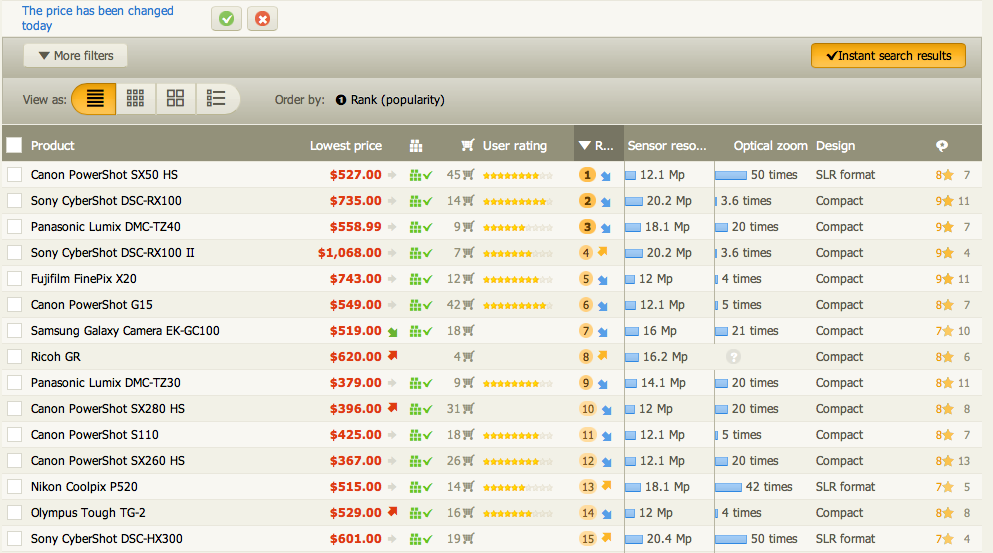 The price has been changed
today
More filters
Instant search results
View as:
Order by: 1 Rank (popularity)
Product Lowest price User rating R... Sensor reso... Optical zoom Design
Canon PowerShot SX50 HS $527.00 45 1 12.1 Mp 50 times SLR format 8 7
Sony CyberShot DSC-RX100 $735.00 14 2 20.2 Mp 3.6 times Compact 9 11
Panasonic Lumix DMC-TZ40 $558.99 9 3 18.1 Mp 20 times Compact 9 7
Sony CyberShot DSC-RX100 II $1,068.00 7 4 20.2 Mp 3.6 times Compact 9 4
Fujifilm FinePix X20 $743.00 12 5 12 Mp 4 times Compact 9 11
Canon PowerShot G15 $549.00 42 6 12.1 Mp 5 times Compact 8 7
Samsung Galaxy Camera EK-GC100 $519.00 18 7 16 Mp 21 times Compact 7 10
Ricoh GR $620.00 4 8 16.2 Mp ? Compact 8 6
Panasonic Lumix DMC-TZ30 $379.00 9 9 14.1 Mp 20 times Compact 8 11
Canon PowerShot SX280 HS $396.00 31 10 12 Mp 20 times Compact 8 8
Canon PowerShot S110 $425.00 18 11 12.1 Mp 5 times Compact 8 7
Canon PowerShot SX260 HS $367.00 26 12 12.1 Mp 20 times Compact 8 13
Nikon Coolpix P520 $515.00 14 13 18.1 Mp 42 times SLR format 7 5
Olympus Tough TG-2 $529.00 16 14 12 Mp 4 times Compact 8 8
Sony CyberShot DSC-HX300 $601.00 19 15 20.4 Mp 50 times SLR format 7 4